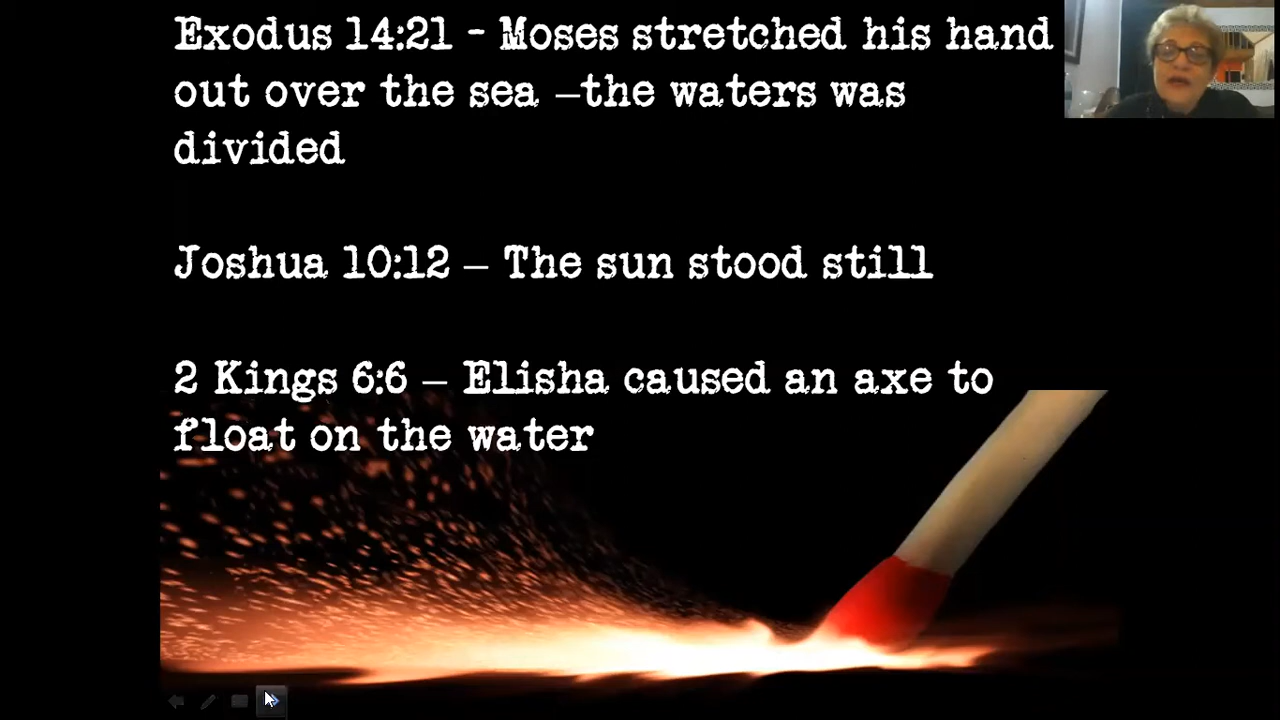 Exodus 14:21 - Moses stretched his hand
out over the sea –the waters was
divided
Joshua 10:12 – The sun stood still
2 Kings 6:6 – Elisha caused an axe to
float on the water